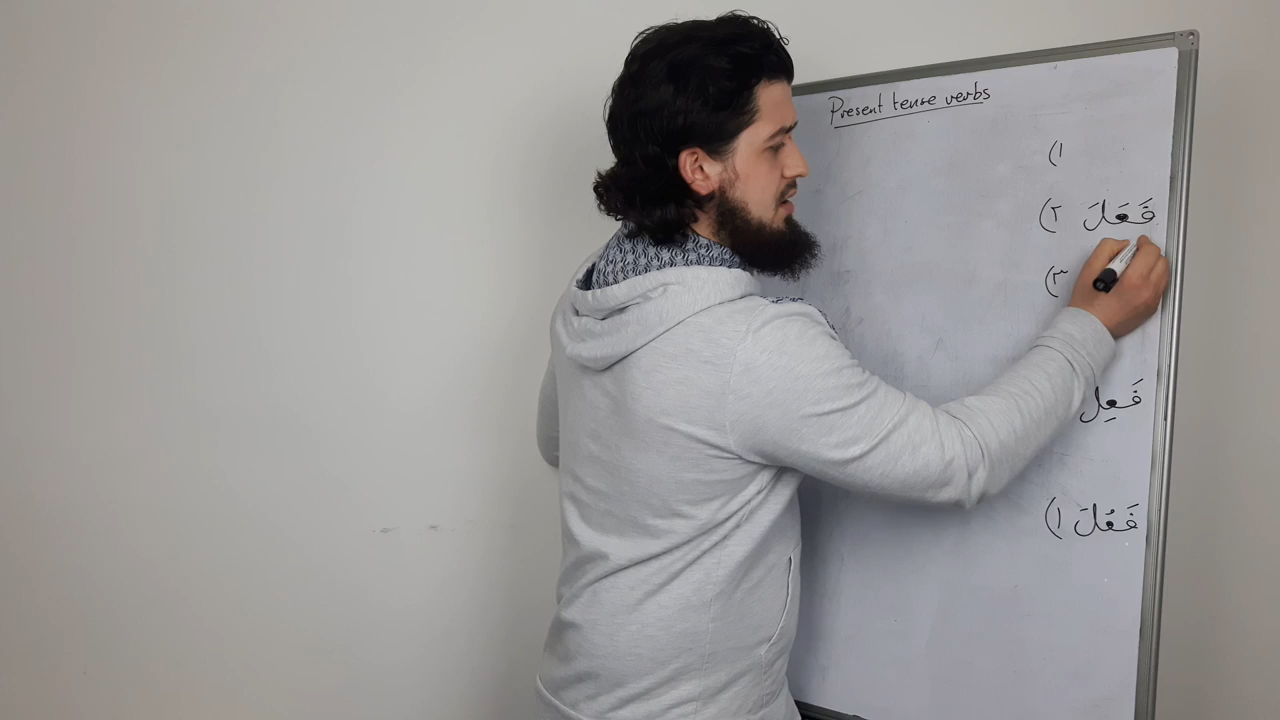 Present tense verbs
١)
فَعَلَ ٢)
٣)
فَعِل
فَعُلَ ١)